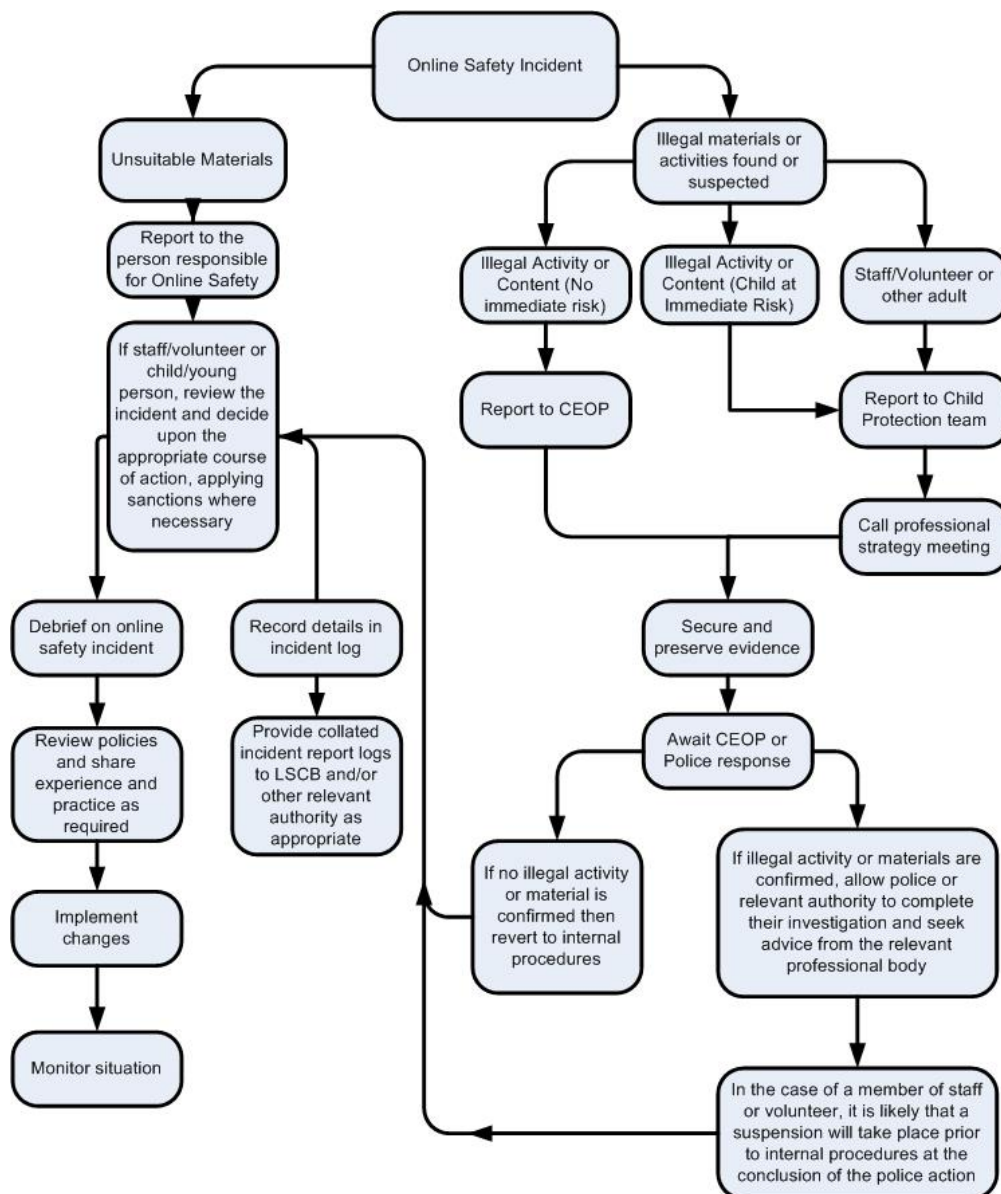 Online Safety Incident
Unsuitable Materials
Illegal materials or
activities found or
suspected
Report to the
person responsible
for Online Safety
Illegal Activity or
Content (No
immediate risk)
Illegal Activity or
Content (Child at
Immediate Risk)
Staff/Volunteer or
other adult
If staff/volunteer or
child/young
person, review the
incident and decide
upon the
appropriate course
of action, applying
sanctions where
necessary
Report to CEOP
Report to Child
Protection team
Call professional
strategy meeting
Debrief on online
safety incident
Record details in
incident log
Secure and
preserve evidence
Review policies
and share
experience and
practice as
required
Provide collated
incident report logs
to LSCB and/or
other relevant
authority as
appropriate
Await CEOP or
Police response
If no illegal activity
or material is
confirmed then
revert to internal
procedures
If illegal activity or materials are
confirmed, allow police or
relevant authority to complete
their investigation and seek
advice from the relevant
professional body
Implement
changes
Monitor situation
In the case of a member of staff
or volunteer, it is likely that a
suspension will take place prior
to internal procedures at the
conclusion of the police action